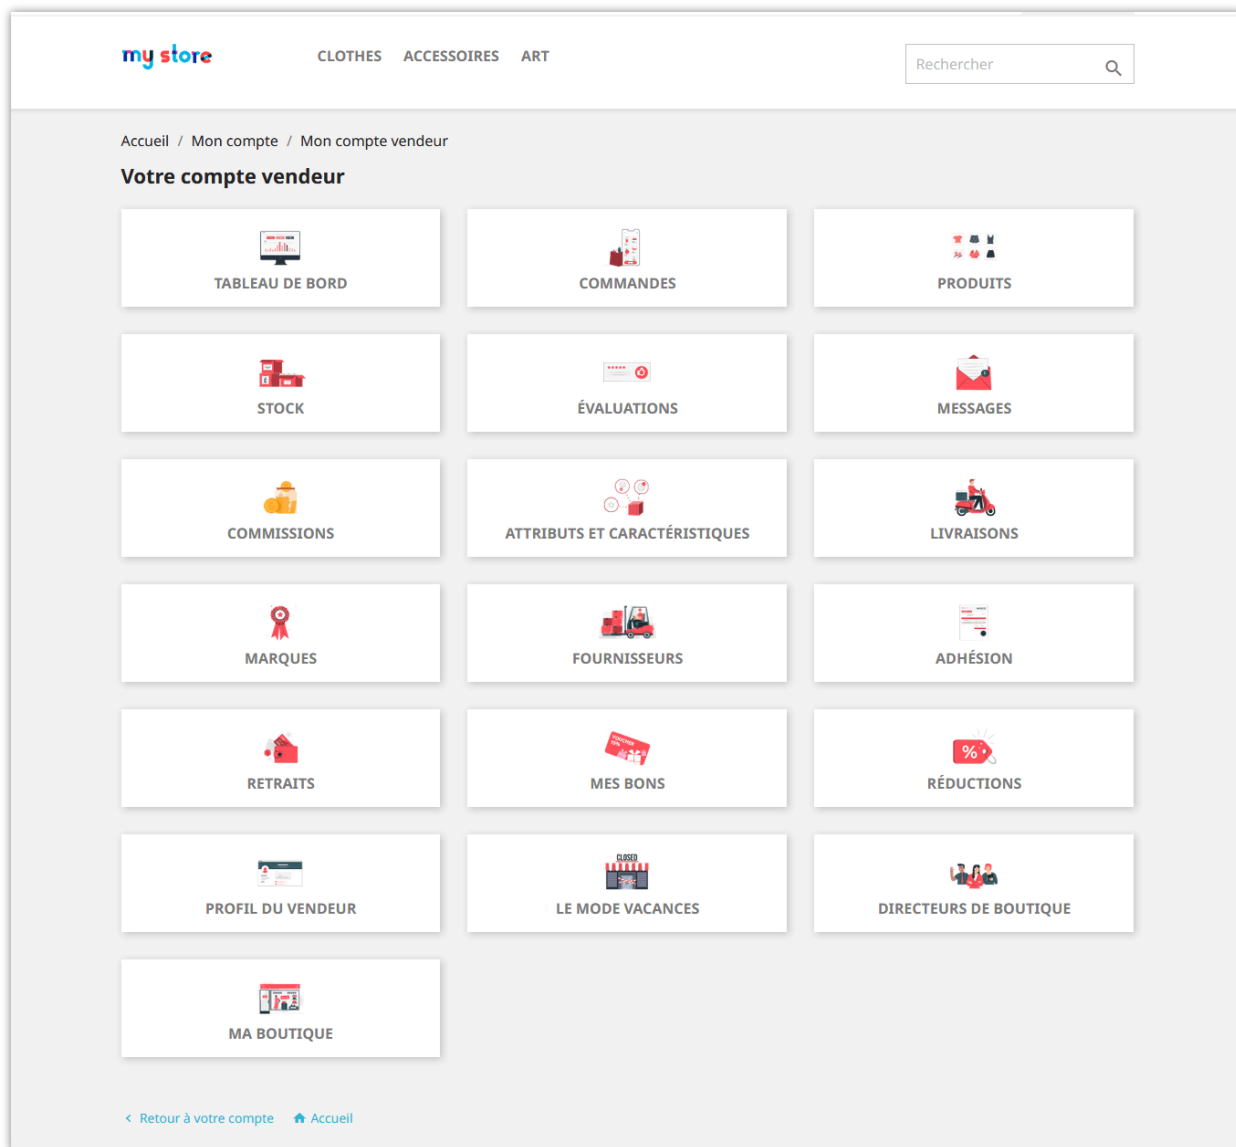 my store
CLOTHES ACCESSOIRES ART
Rechercher
Accueil / Mon compte / Mon compte vendeur
Votre compte vendeur
TABLEAU DE BORD
COMMANDES
PRODUITS
STOCK
ÉVALUATIONS
MESSAGES
COMMISSIONS
ATTRIBUTS ET CARACTÉRISTIQUES
LIVRAISONS
MARQUES
FOURNISSEURS
ADHÉSION
RETRAITS
VOUCHER
MES BONS
%
RÉDUCTIONS
PROFIL DU VENDEUR
CLOSED
LE MODE VACANCES
DIRECTEURS DE BOUTIQUE
MA BOUTIQUE
Retour à votre compte
Accueil